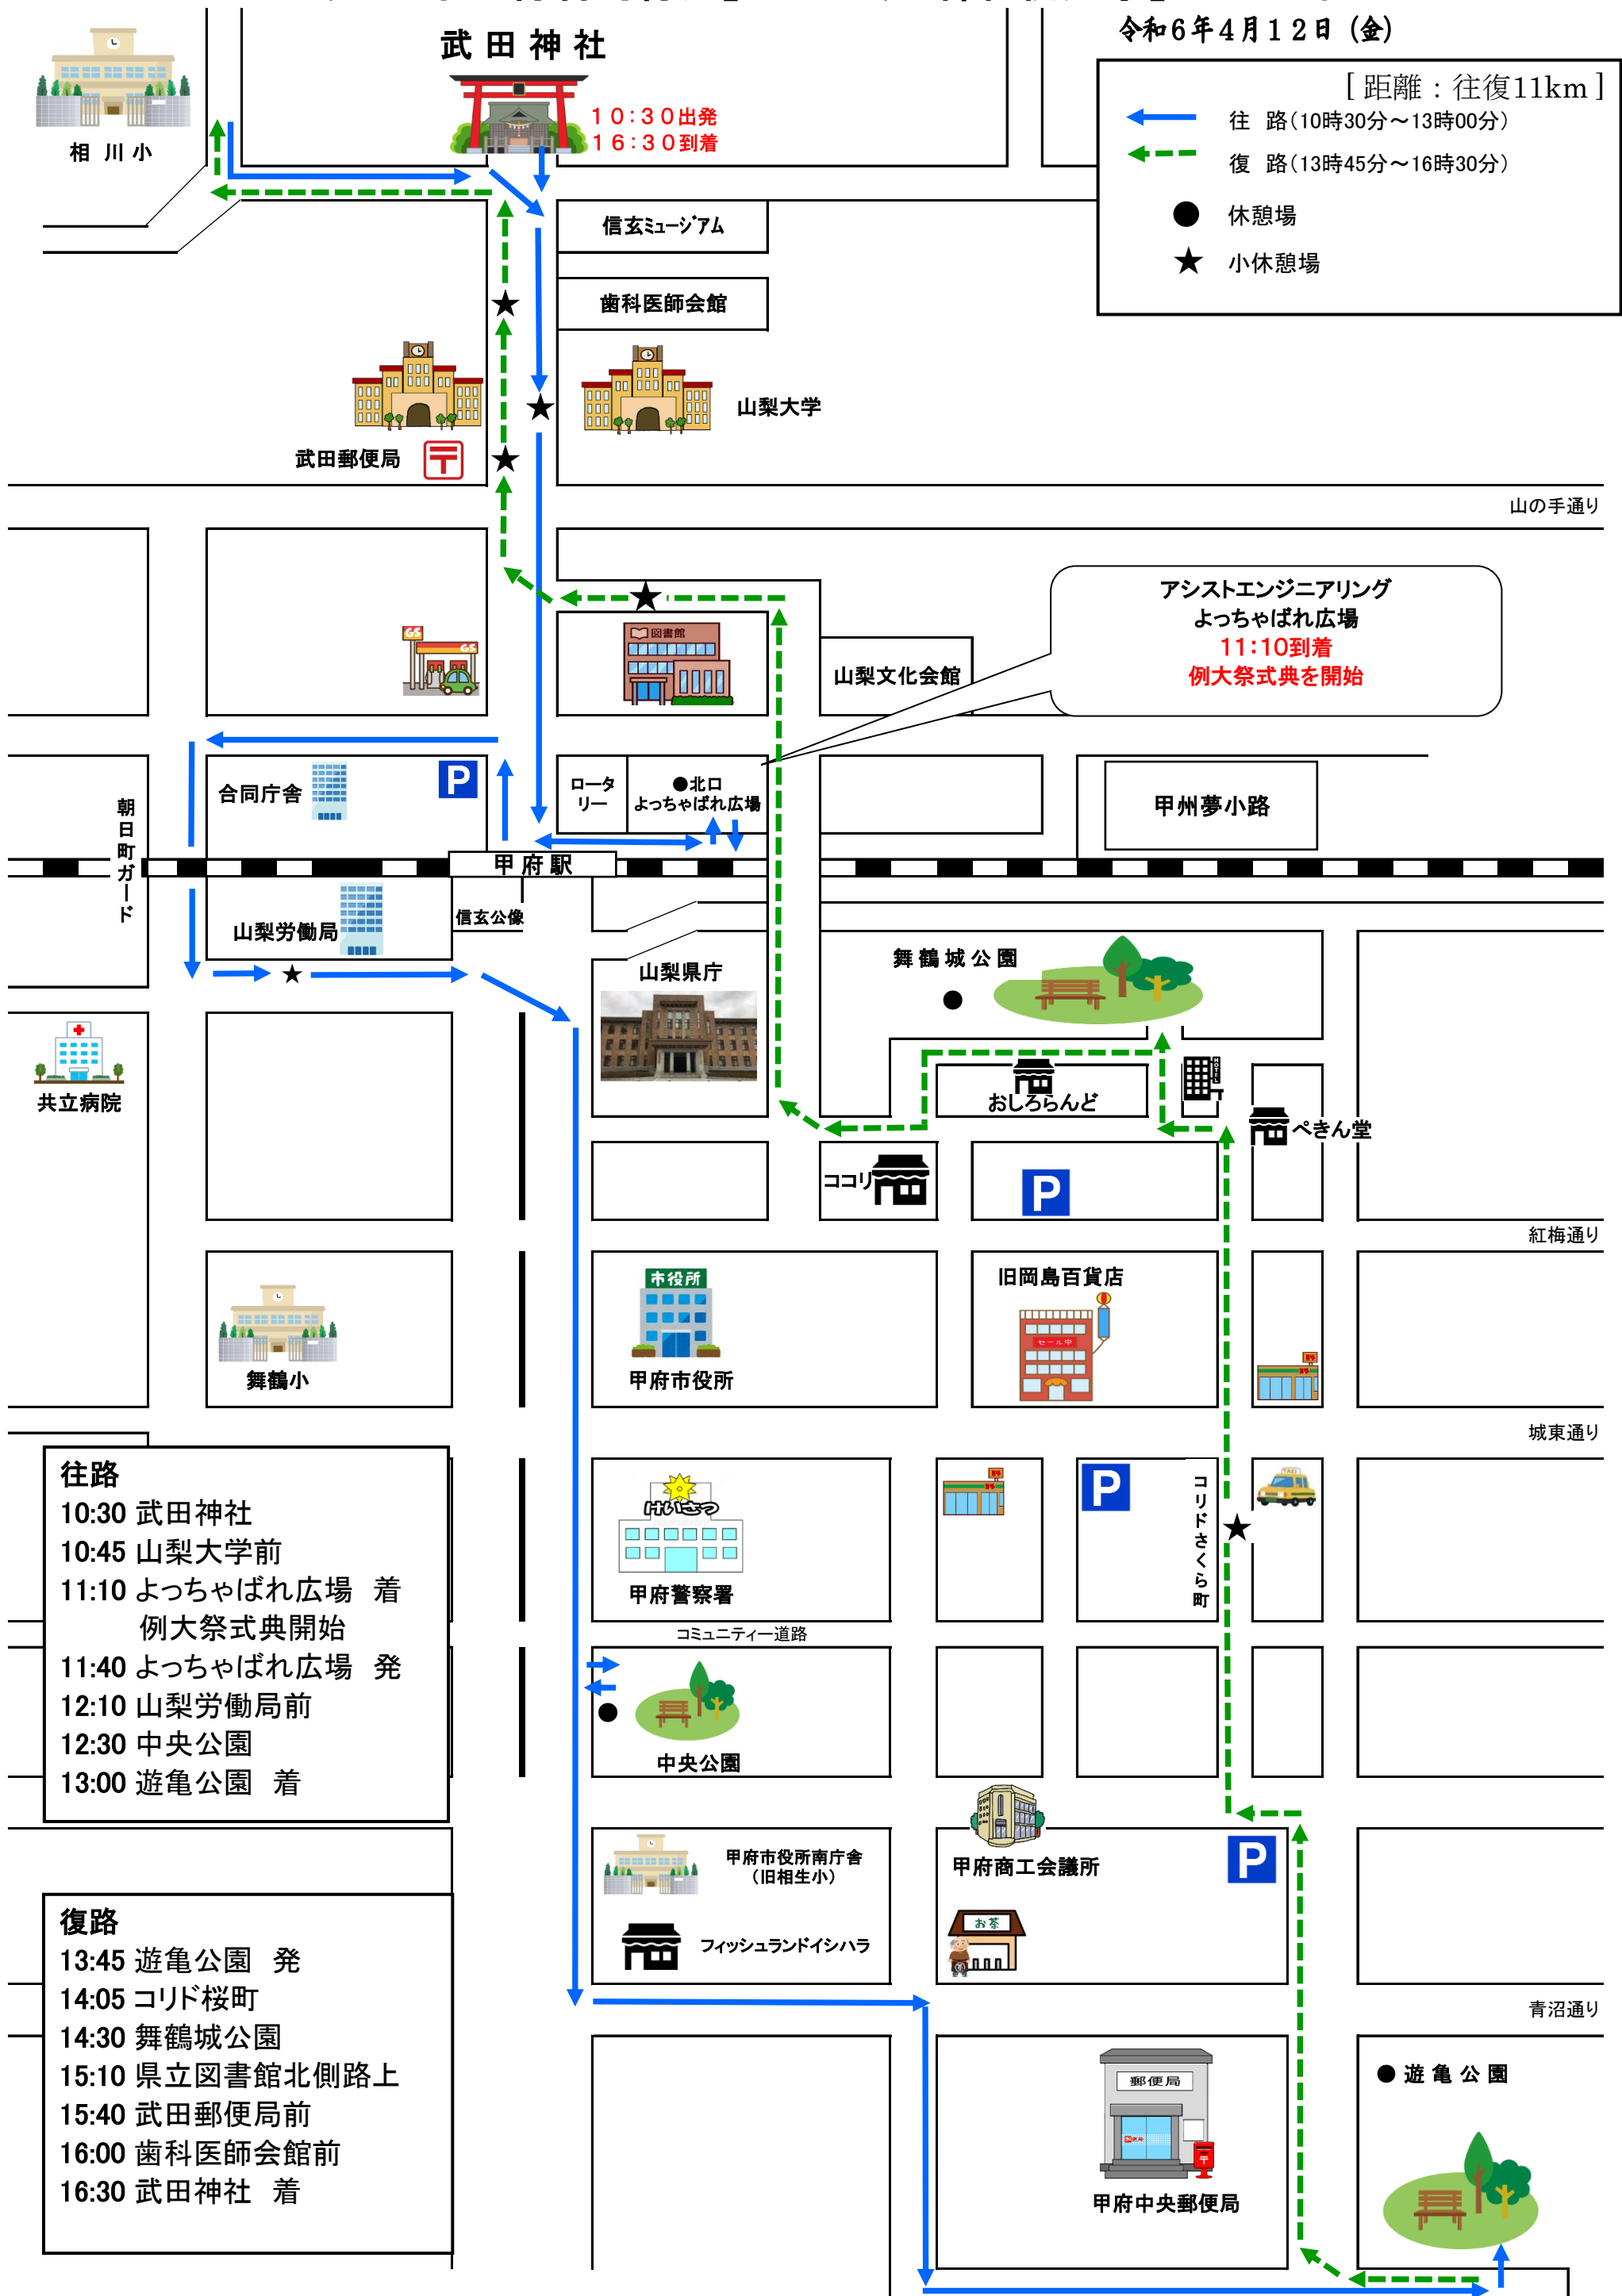 令和6年4月12日（金）
武田神社
10:30出発
16:30到着
[ 距離：往復11km ]
往　路（10時30分～13時00分）
復　路（13時45分～16時30分）
● 休憩場
★ 小休憩場
相川小
信玄ミュージアム
歯科医師会館
山梨大学
武田郵便局
山の手通り
アシストエンジニアリング
よっちゃばれ広場
11:10到着
例大祭式典を開始
GS
GS
図書館
山梨文化会館
合同庁舎
P
ロータ
リー
●北口
よっちゃばれ広場
甲州夢小路
朝日町ガード
甲府駅
山梨労働局
信玄公像
山梨県庁
舞鶴城公園
共立病院
おしろらんど
ぺきん堂
ココリ
P
紅梅通り
市役所
甲府市役所
旧岡島百貨店
セール中
舞鶴小
城東通り
けいさつ
甲府警察署
P
コリドさくら町
TAXI
コミュニティー道路
中央公園
往路
10:30 武田神社
10:45 山梨大学前
11:10 よっちゃばれ広場　着
例大祭式典開始
11:40 よっちゃばれ広場　発
12:10 山梨労働局前
12:30 中央公園
13:00 遊亀公園　着
甲府市役所南庁舎
（旧相生小）
フィッシュランドイシハラ
甲府商工会議所
P
お茶
復路
13:45 遊亀公園　発
14:05 コリド桜町
14:30 舞鶴城公園
15:10 県立図書館北側路上
15:40 武田郵便局前
16:00 歯科医師会館前
16:30 武田神社　着
青沼通り
郵便局
甲府中央郵便局
● 遊亀公園